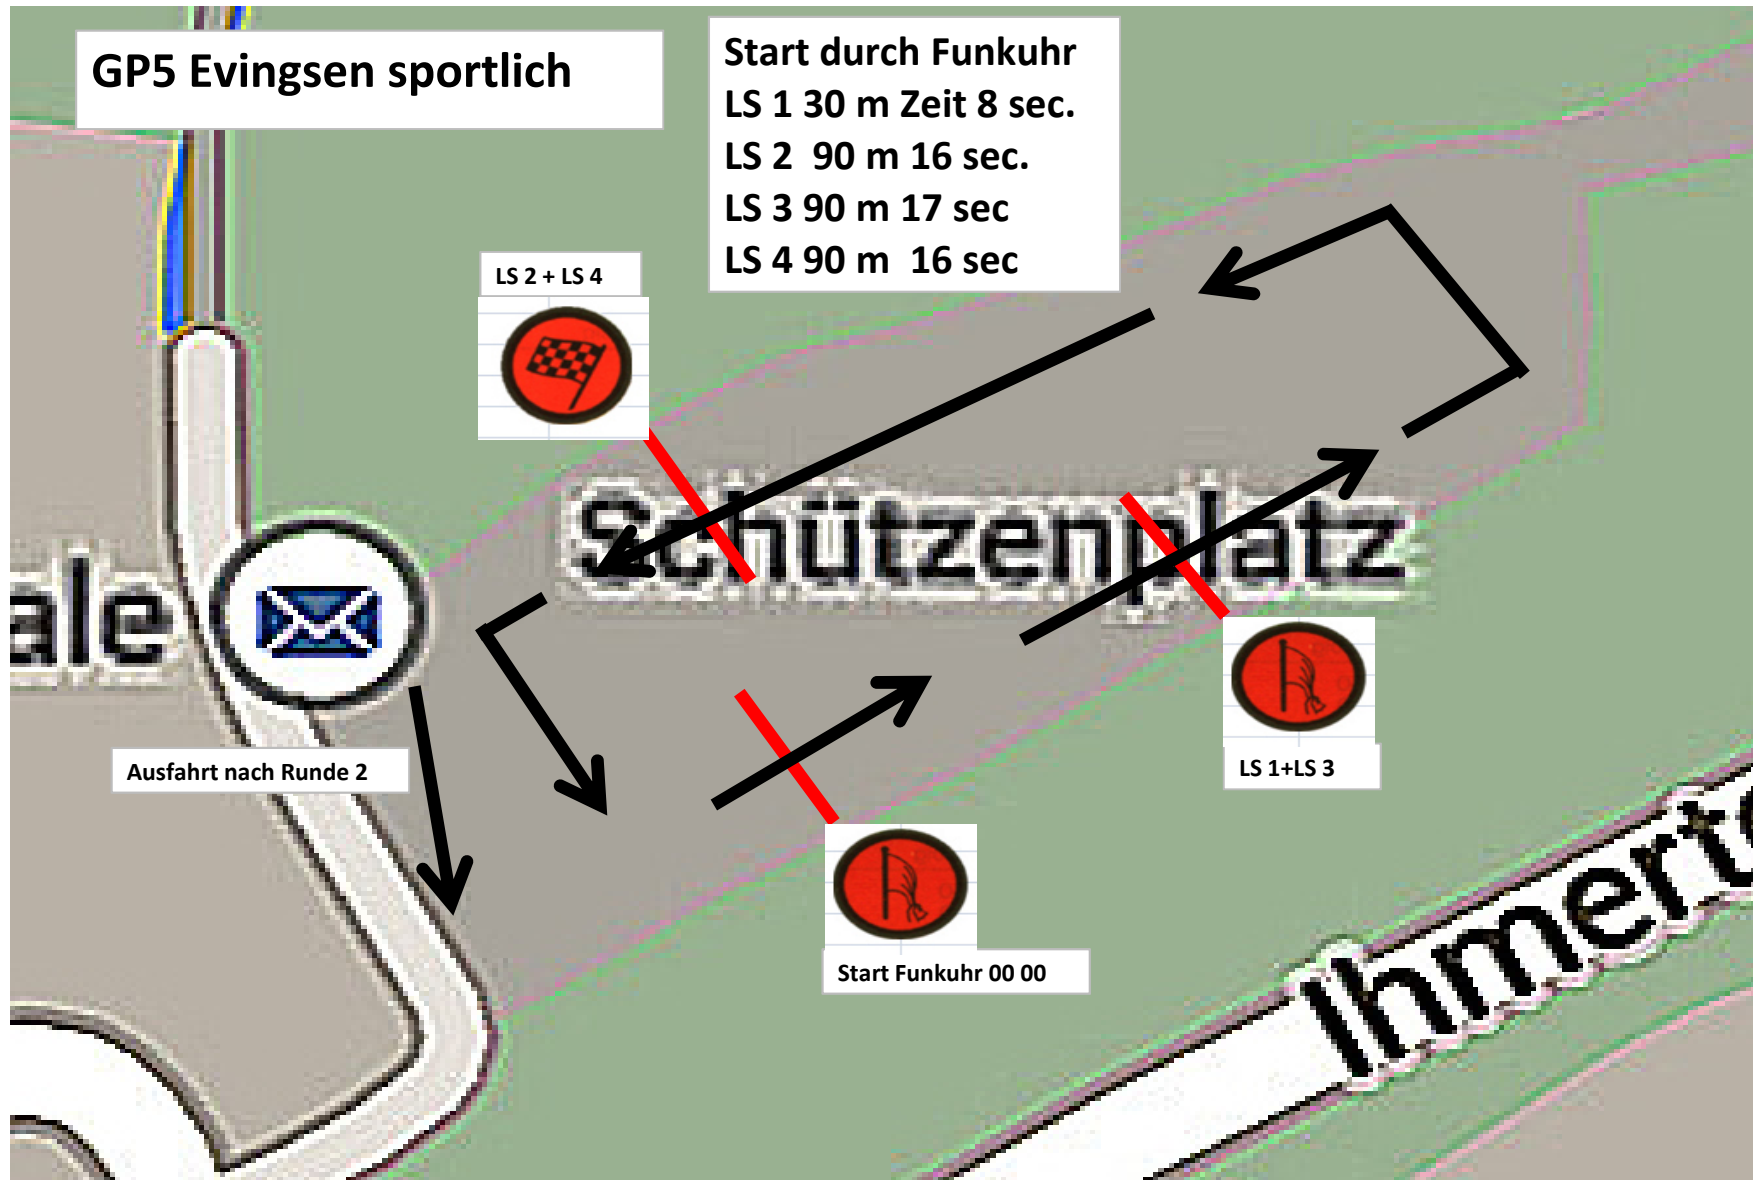 GP5 Evingsen sportlich
Start durch Funkuhr
LS 1 30 m Zeit 8 sec.
LS 2  90 m 16 sec.
LS 3 90 m 17 sec
LS 4 90 m  16 sec
LS 2 + LS 4
Schützenplatz
ale
LS 1+LS 3
Ausfahrt nach Runde 2
Start Funkuhr 00 00
Ihmerte